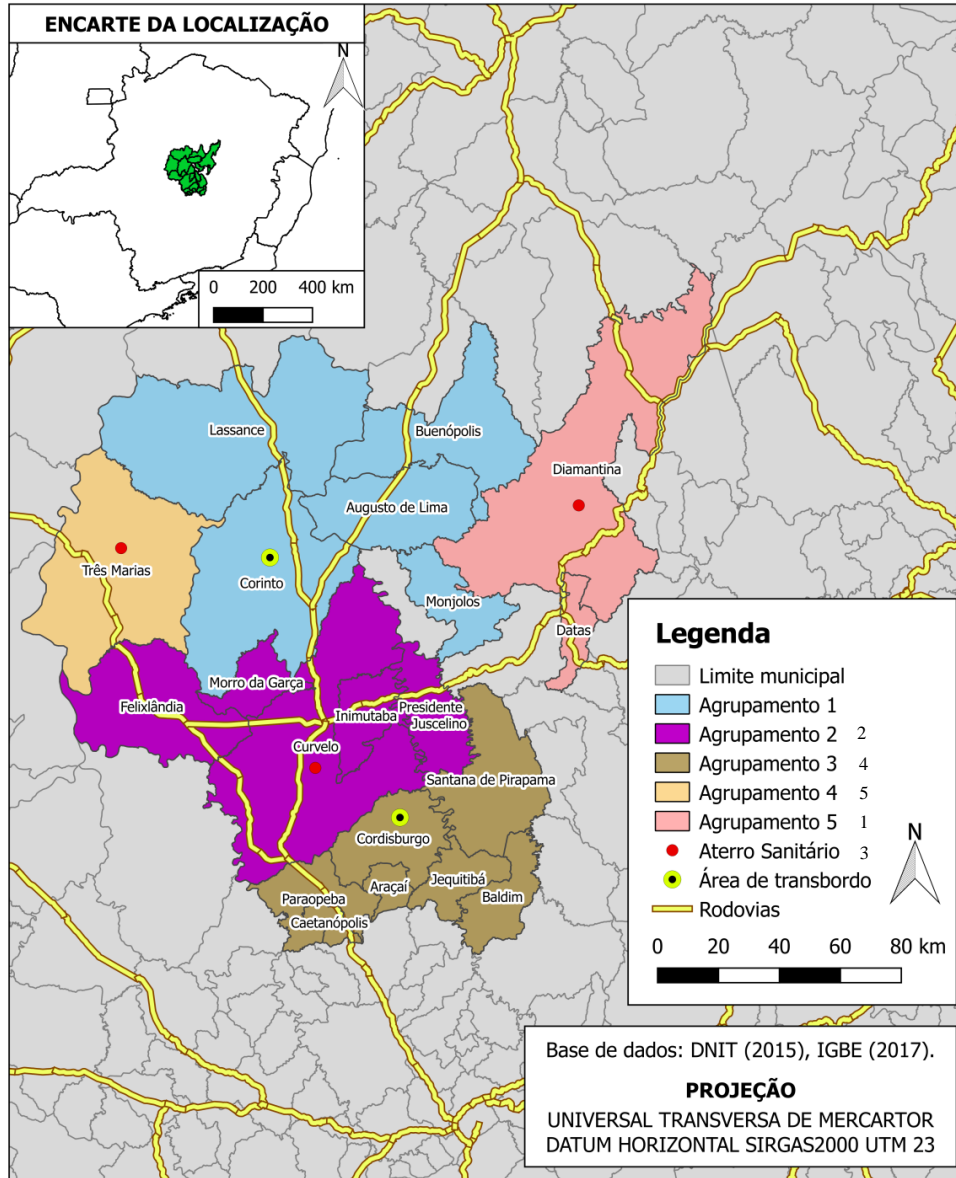 ENCARTE DA LOCALIZAÇÃO
N
0 200 400 km
Lassance
Buenópolis
Diamantina
Augusto de Lima
Três Marias
Corinto
Monjolos
Datas
Morro da Garça
Felixlândia
Inimutaba
Presidente
Juscelino
Curvelo
Santana de Pirapama
Cordisburgo
Jequitibá
Araçaí
Paraopeba
Baldim
Caetanópolis
Legenda
Limite municipal
Agrupamento 1
Agrupamento 2 2
Agrupamento 3 4
Agrupamento 4 5
Agrupamento 5 1
Aterro Sanitário 3
Área de transbordo
Rodovias
N
0 20 40 60 80 km
Base de dados: DNIT (2015), IGBE (2017).
PROJEÇÃO
UNIVERSAL TRANSVERSA DE MERCARTOR
DATUM HORIZONTAL SIRGAS2000 UTM 23